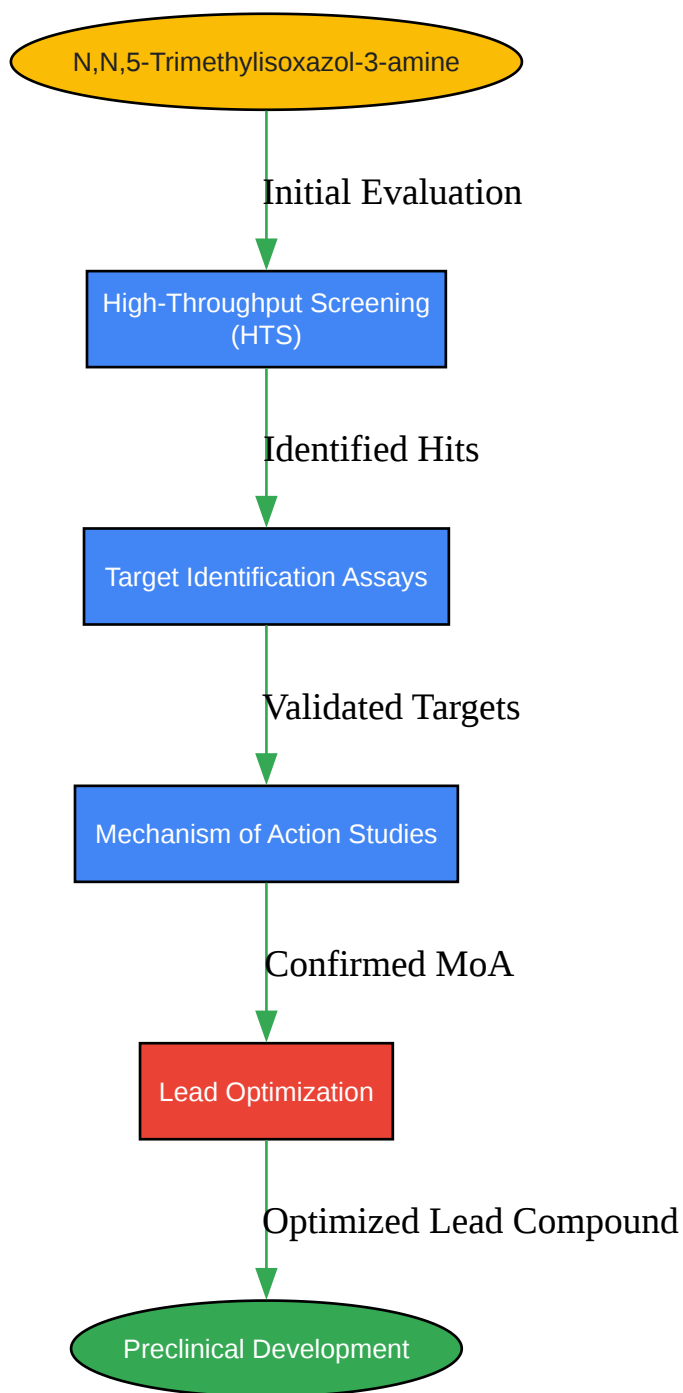 N,N,5-Trimethylisoxazol-3-amine
Initial Evaluation
High-Throughput Screening
(HTS)
Identified Hits
Target Identification Assays
Validated Targets
Mechanism of Action Studies
Confirmed MoA
Lead Optimization
Optimized Lead Compound
Preclinical Development